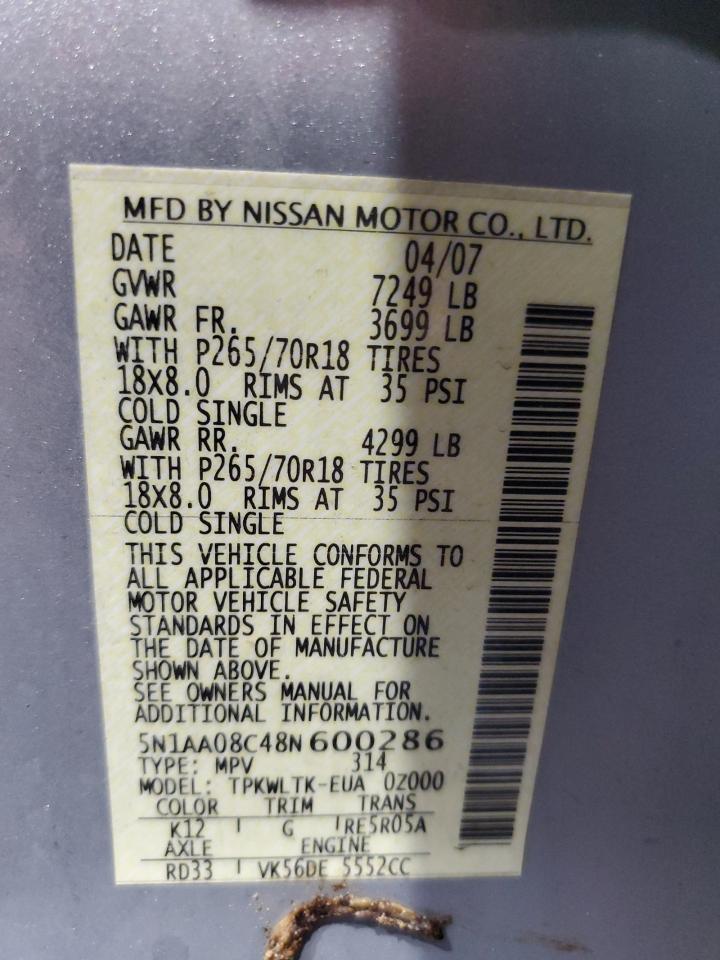 MFD BY NISSAN MOTOR CO., LTD.
DATE 04/07
GVWR 7249 LB
GAWR FR. 3699 LB
WITH P265/70R18 TIRES
18X8.0 RIMS AT 35 PSI
COLD SINGLE
GAWR RR. 4299 LB
WITH P265/70R18 TIRES
18X8.0 RIMS AT 35 PSI
COLD SINGLE
THIS VEHICLE CONFORMS TO
ALL APPLICABLE FEDERAL
MOTOR VEHICLE SAFETY
STANDARDS IN EFFECT ON
THE DATE OF MANUFACTURE
SHOWN ABOVE.
SEE OWNERS MANUAL FOR
ADDITIONAL INFORMATION.
5N1AA08C48N600286
TYPE: MPV 314
MODEL: TPKWLTK-EUA 0Z000
COLOR TRIM TRANS
K12 G RE5R05A
AXLE ENGINE
RD33 VK56DE 5552CC